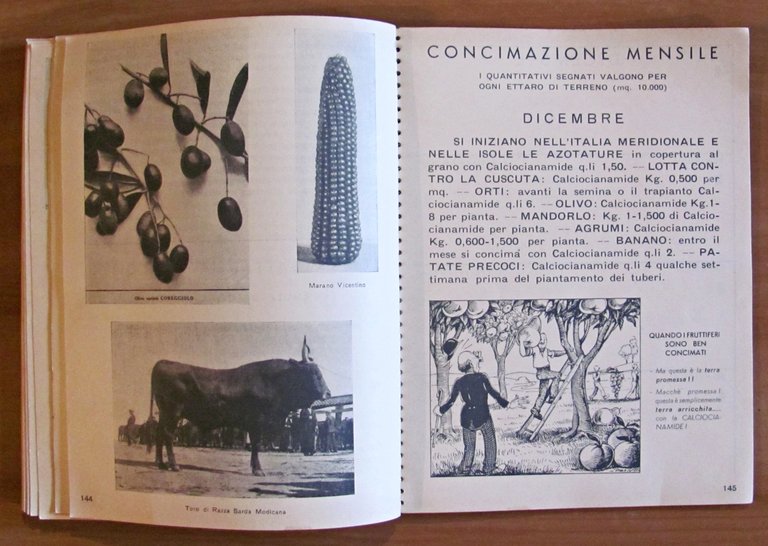 Olivo varietà COREGGIOLO
Marano Vicentino
Toro di Razza Sarda Modicana
144
CONCIMAZIONE MENSILE
I QUANTITATIVI SEGNATI VALGONO PER
OGNI ETTARO DI TERRENO (mq. 10.000)
DICEMBRE
SI INIZIANO NELL'ITALIA MERIDIONALE E
NELLE ISOLE LE AZOTATURE in copertura al
grano con Calciocianamide q.li 1,50. — LOTTA CON-
TRO LA CUSCUTA: Calciocianamide Kg. 0,500 per
mq. — ORTI: avanti la semina o il trapianto Cal-
ciocianamide q.li 6. — OLIVO: Calciocianamide Kg.1-
8 per pianta. — MANDORLO: Kg. 1-1,500 di Calcio-
cianamide per pianta. — AGRUMI: Calciocianamide
Kg. 0,600-1,500 per pianta. — BANANO: entro il
mese si concima con Calciocianamide q.li 2. — PA-
TATE PRECOCI: Calciocianamide q.li 4 qualche set-
timana prima del piantamento dei tuberi.
QUANDO I FRUTTIFERI
SONO BEN
CONCIMATI
- Ma questa è la terra
promessa!!
- Macchè promessa!
questa è semplicemente
terra arricchita...
con la CALCIOCIA-
NAMIDE!
145